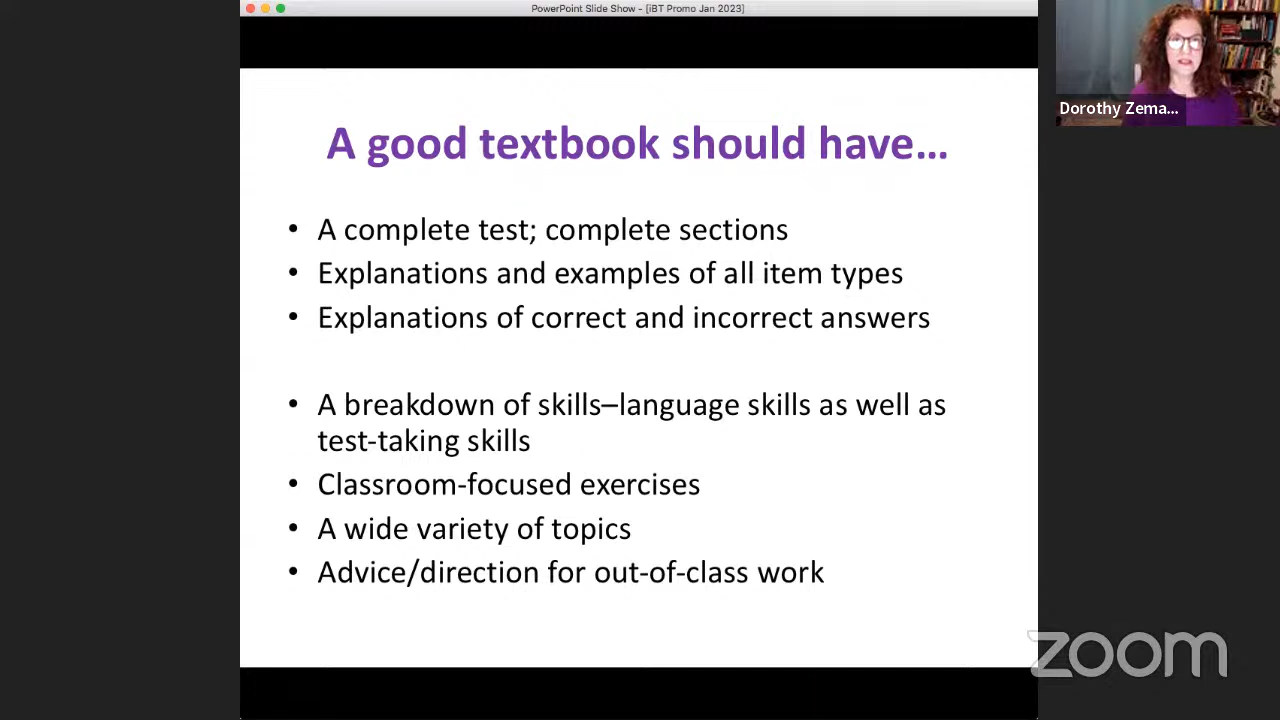 PowerPoint Slide Show - [iBT Promo Jan 2023]
Dorothy Zema...
A good textbook should have...
• A complete test; complete sections
• Explanations and examples of all item types
• Explanations of correct and incorrect answers
• A breakdown of skills–language skills as well as
test-taking skills
• Classroom-focused exercises
• A wide variety of topics
• Advice/direction for out-of-class work
zoom